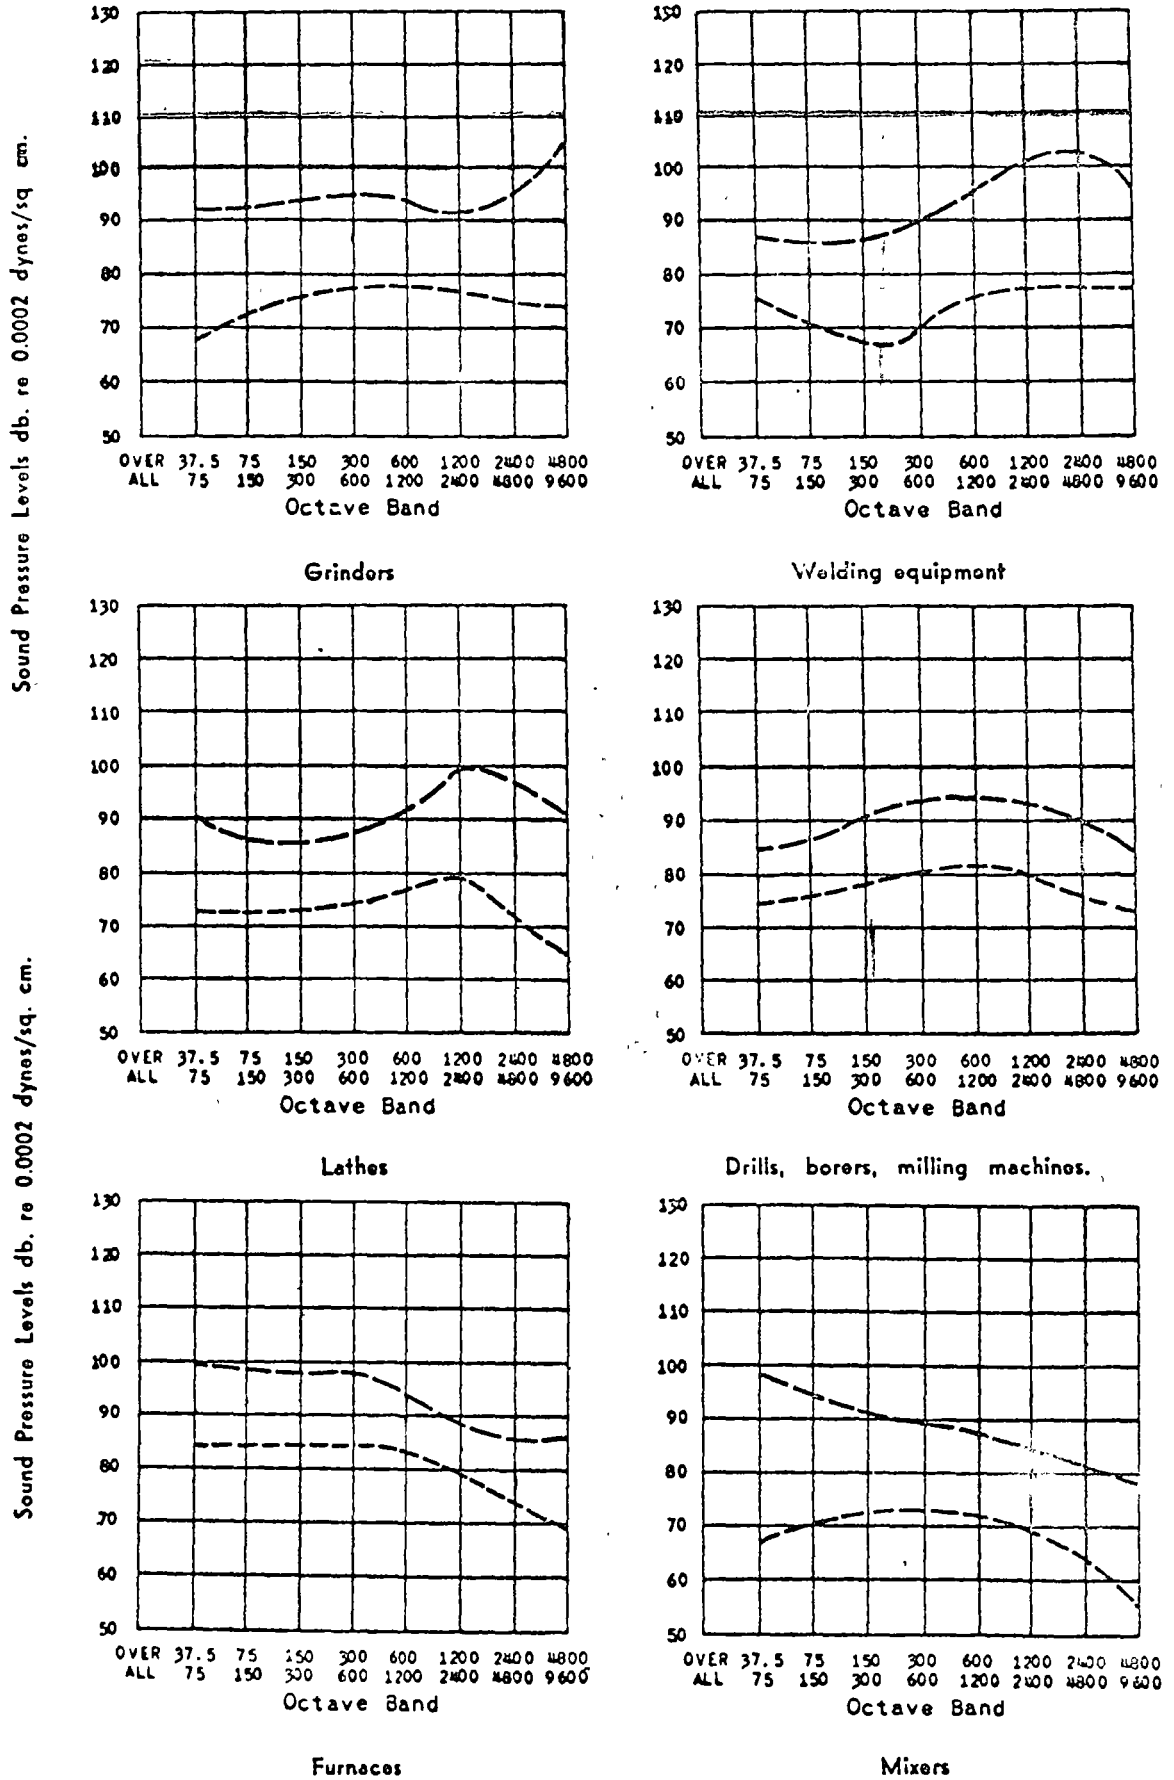 Sound Pressure Levels db. re 0.0002 dynes/sq cm.
130 130
120 120
110 110
100 100
90 90
80 80
70 70
60 60
50 50
OVER 37.5 75 150 300 600 1200 2400 4800 OVER 37.5 75 150 300 600 1200 2400 4800
ALL 75 150 300 600 1200 2400 4800 9600 ALL 75 150 300 600 1200 2400 4800 9600
Octave Band Octave Band
Grinders Welding equipment
Sound Pressure Levels db. re 0.0002 dynes/sq. cm.
130 130
120 120
110 110
100 100
90 90
80 80
70 70
60 60
50 50
OVER 37.5 75 150 300 600 1200 2400 4800 OVER 37.5 75 150 300 600 1200 2400 4800
ALL 75 150 300 600 1200 2400 4800 9600 ALL 75 150 300 600 1200 2400 4800 9600
Octave Band Octave Band
Lathes Drills, borers, milling machines.
130 130
120 120
110 110
100 100
90 90
80 80
70 70
60 60
50 50
OVER 37.5 75 150 300 600 1200 2400 4800 OVER 37.5 75 150 300 600 1200 2400 4800
ALL 75 150 300 600 1200 2400 4800 9600 ALL 75 150 300 600 1200 2400 4800 9600
Octave Band Octave Band
Furnaces Mixers